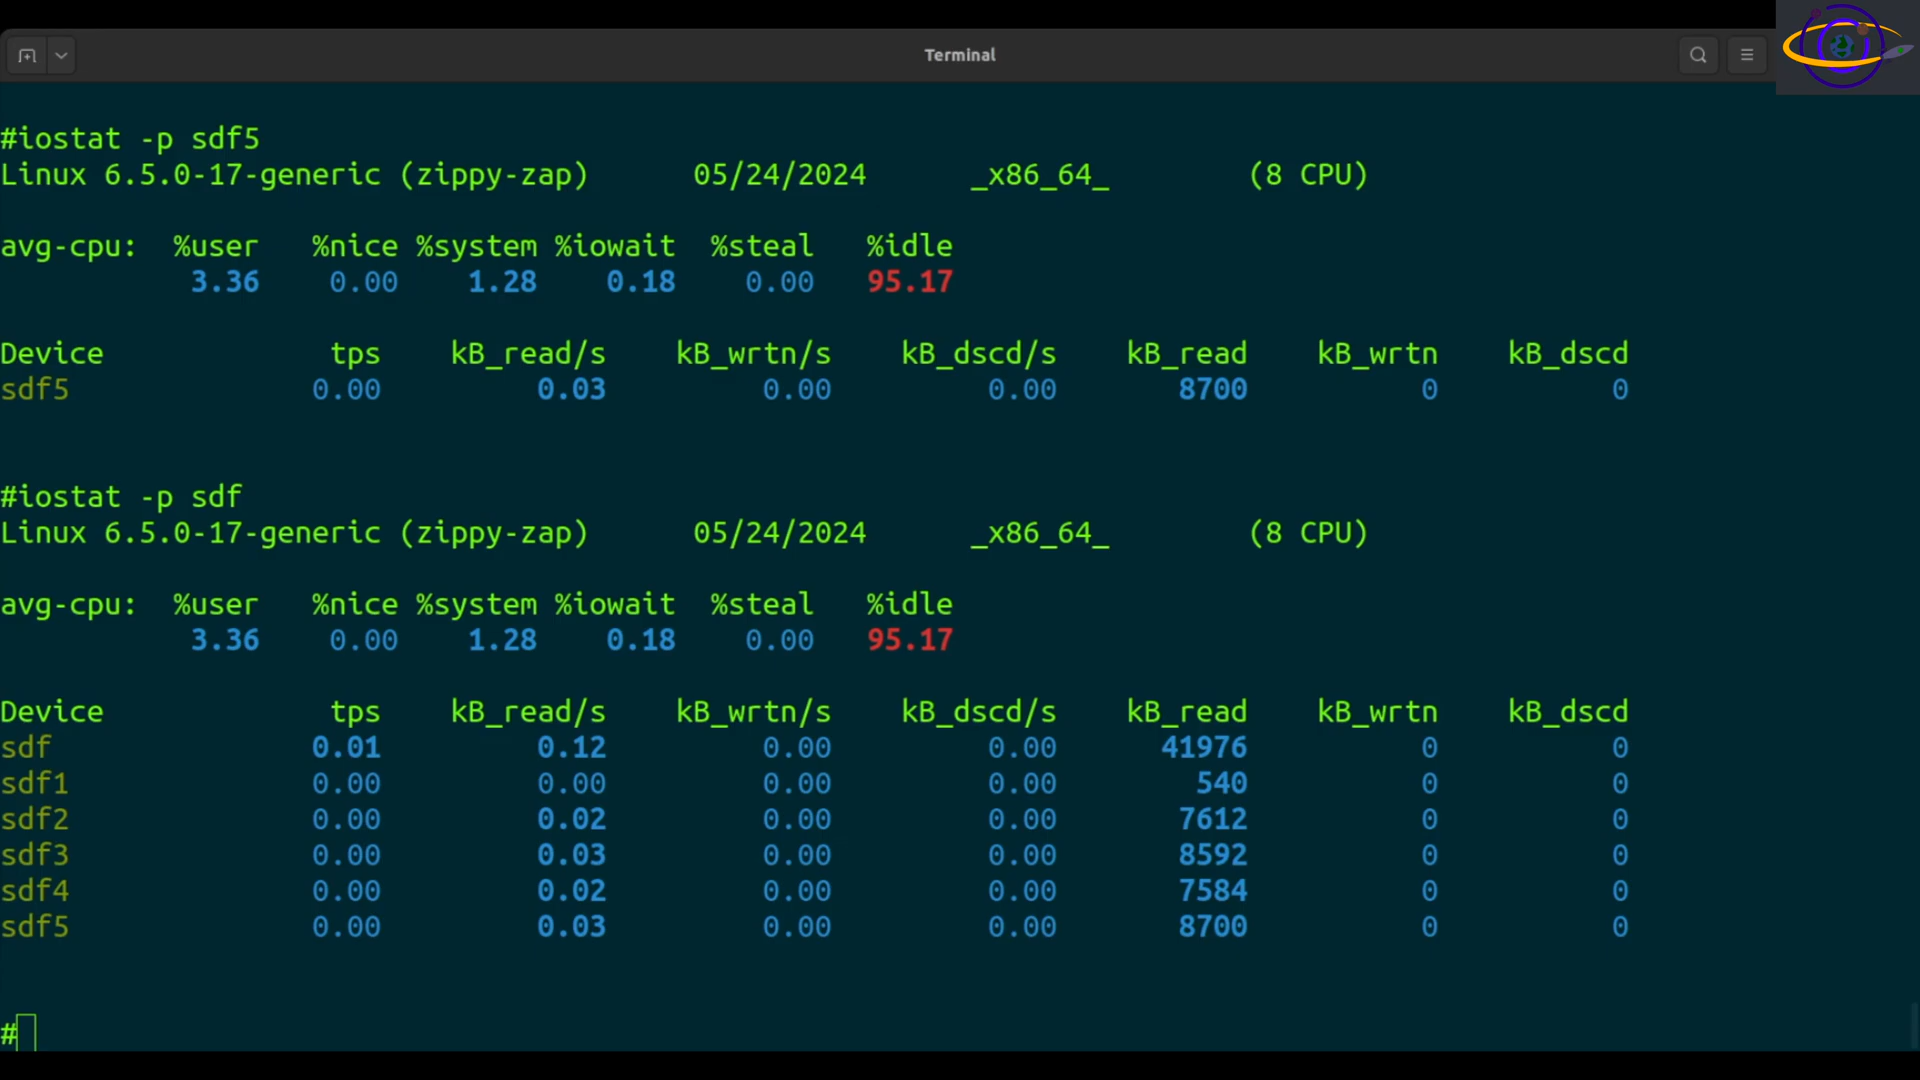 Terminal
#iostat -p sdf5
Linux 6.5.0-17-generic (zippy-zap) 05/24/2024 _x86_64_ (8 CPU)
avg-cpu: %user %nice %system %iowait %steal %idle
3.36 0.00 1.28 0.18 0.00 95.17
Device tps kB_read/s kB_wrtn/s kB_dscd/s kB_read kB_wrtn kB_dscd
sdf5 0.00 0.03 0.00 0.00 8700 0 0
#iostat -p sdf
Linux 6.5.0-17-generic (zippy-zap) 05/24/2024 _x86_64_ (8 CPU)
avg-cpu: %user %nice %system %iowait %steal %idle
3.36 0.00 1.28 0.18 0.00 95.17
Device tps kB_read/s kB_wrtn/s kB_dscd/s kB_read kB_wrtn kB_dscd
sdf 0.01 0.12 0.00 0.00 41976 0 0
sdf1 0.00 0.00 0.00 0.00 540 0 0
sdf2 0.00 0.02 0.00 0.00 7612 0 0
sdf3 0.00 0.03 0.00 0.00 8592 0 0
sdf4 0.00 0.02 0.00 0.00 7584 0 0
sdf5 0.00 0.03 0.00 0.00 8700 0 0
#